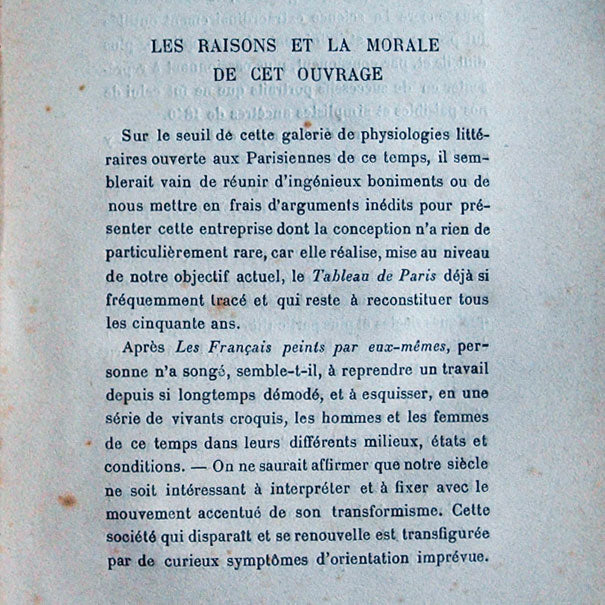 LES RAISONS ET LA MORALE
DE CET OUVRAGE
Sur le seuil de cette galerie de physiologies litté-
raires ouverte aux Parisiennes de ce temps, il sem-
blerait vain de réunir d'ingénieux boniments ou de
nous mettre en frais d'arguments inédits pour pré-
senter cette entreprise dont la conception n'a rien de
particulièrement rare, car elle réalise, mise au niveau
de notre objectif actuel, le Tableau de Paris déjà si
fréquemment tracé et qui reste à reconstituer tous
les cinquante ans.
Après Les Français peints par eux-mêmes, per-
sonne n'a songé, semble-t-il, à reprendre un travail
depuis si longtemps démodé, et à esquisser, en une
série de vivants croquis, les hommes et les femmes
de ce temps dans leurs différents milieux, états et
conditions. — On ne saurait affirmer que notre siècle
ne soit intéressant à interpréter et à fixer avec le
mouvement accentué de son transformisme. Cette
société qui disparaît et se renouvelle est transfigurée
par de curieux symptômes d'orientation imprévue.